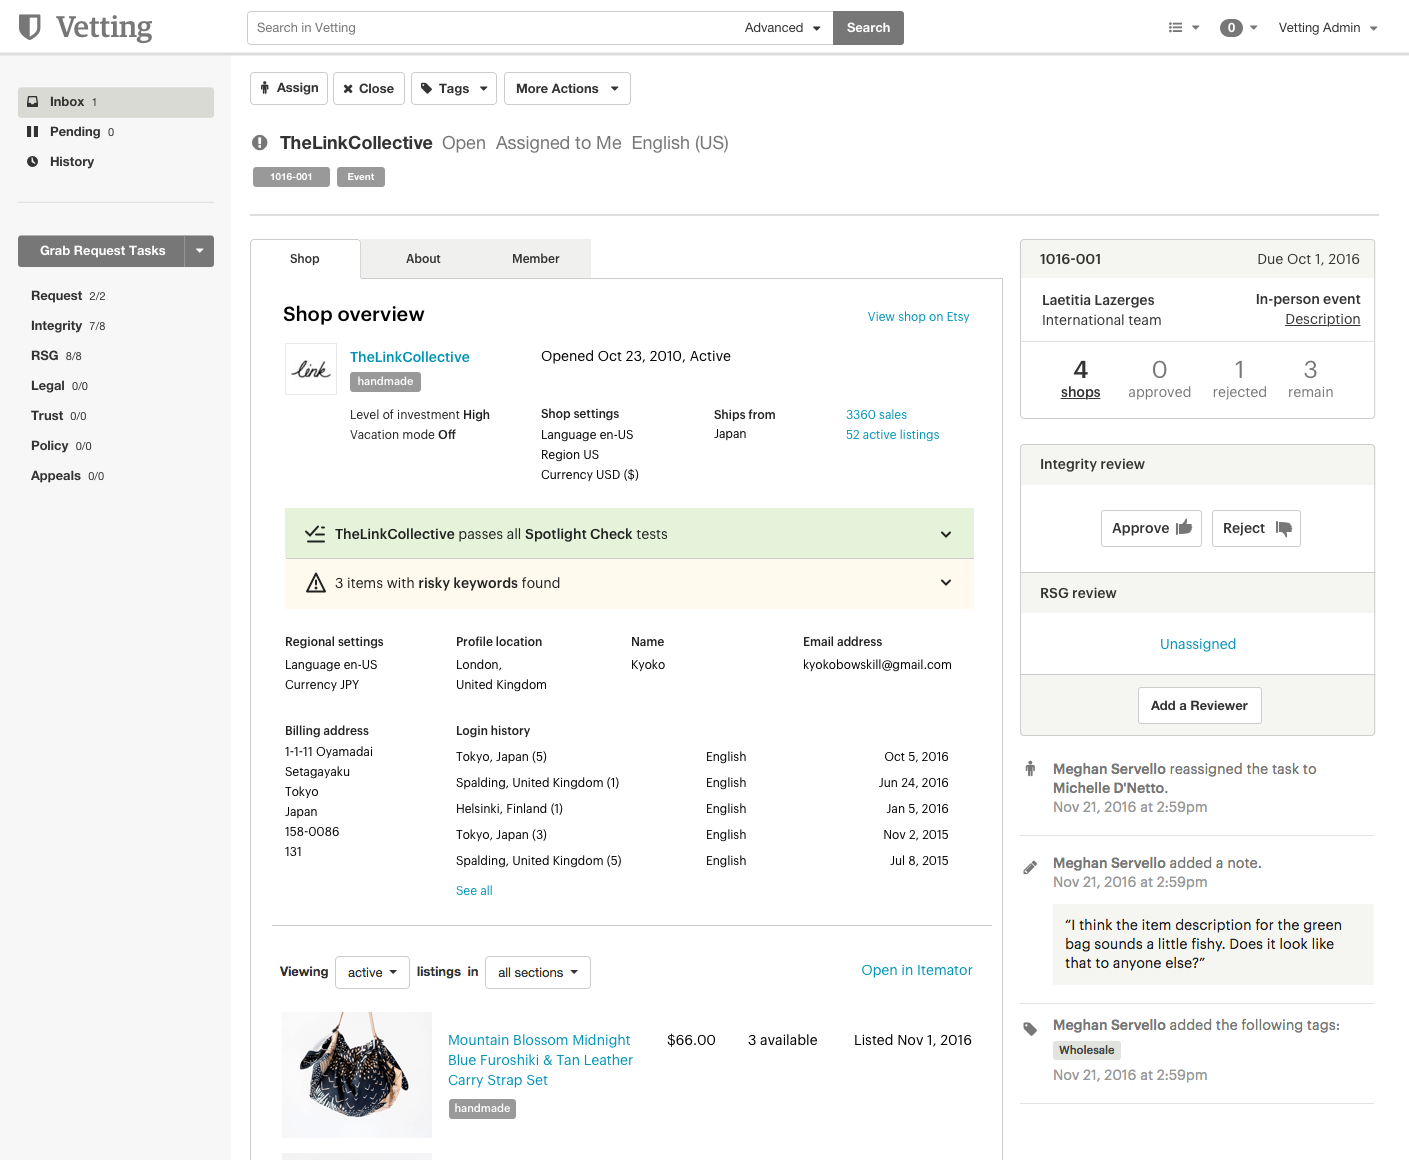 Vetting
Search in Vetting
Advanced
Search
0
Vetting Admin
Inbox 1
Pending 0
History
Grab Request Tasks
Request 2/2
Integrity 7/8
RSG 8/8
Legal 0/0
Trust 0/0
Policy 0/0
Appeals 0/0
Assign
Close
Tags
More Actions
TheLinkCollective Open Assigned to Me English (US)
1016-001
Event
Shop
About
Member
Shop overview
View shop on Etsy
link
TheLinkCollective
handmade
Opened Oct 23, 2010, Active
Level of investment High
Vacation mode Off
Shop settings
Language en-US
Region US
Currency USD ($)
Ships from
Japan
3360 sales
52 active listings
TheLinkCollective passes all Spotlight Check tests
3 items with risky keywords found
Regional settings
Language en-US
Currency JPY
Profile location
London,
United Kingdom
Name
Kyoko
Email address
kyokobowskill@gmail.com
Billing address
1-1-11 Oyamadai
Setagayaku
Tokyo
Japan
158-0086
131
Login history
Tokyo, Japan (5) English Oct 5, 2016
Spalding, United Kingdom (1) English Jun 24, 2016
Helsinki, Finland (1) English Jan 5, 2016
Tokyo, Japan (3) English Nov 2, 2015
Spalding, United Kingdom (5) English Jul 8, 2015
See all
Viewing active listings in all sections
Open in Itemator
Mountain Blossom Midnight
Blue Furoshiki & Tan Leather
Carry Strap Set
handmade
$66.00
3 available
Listed Nov 1, 2016
1016-001
Due Oct 1, 2016
Laetitia Lazerges
International team
In-person event
Description
4 shops
0 approved
1 rejected
3 remain
Integrity review
Approve
Reject
RSG review
Unassigned
Add a Reviewer
Meghan Servello reassigned the task to
Michelle D'Netto.
Nov 21, 2016 at 2:59pm
Meghan Servello added a note.
Nov 21, 2016 at 2:59pm
“I think the item description for the green
bag sounds a little fishy. Does it look like
that to anyone else?”
Meghan Servello added the following tags:
Wholesale
Nov 21, 2016 at 2:59pm